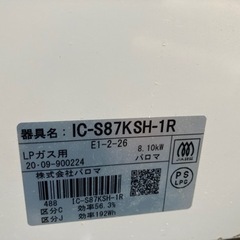 器具名：IC-S87KSH-1R
E1-2-26 8.10kW
LPガス用 パロマ
20·09-900224
株式会社パロマ
PS
LPG
488 IC-S87KSH-1R
区分C 効率56.3%
区分J 効率192Wh